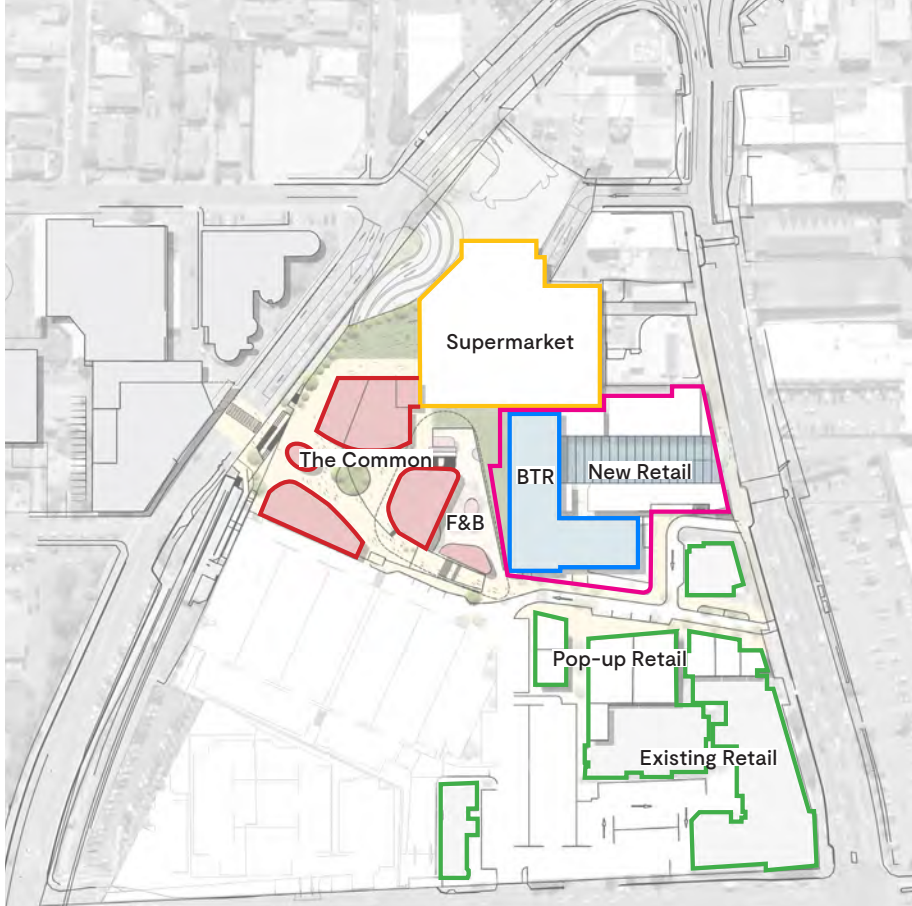 Supermarket
The Common
BTR
New Retail
F&B
Pop-up Retail
Existing Retail